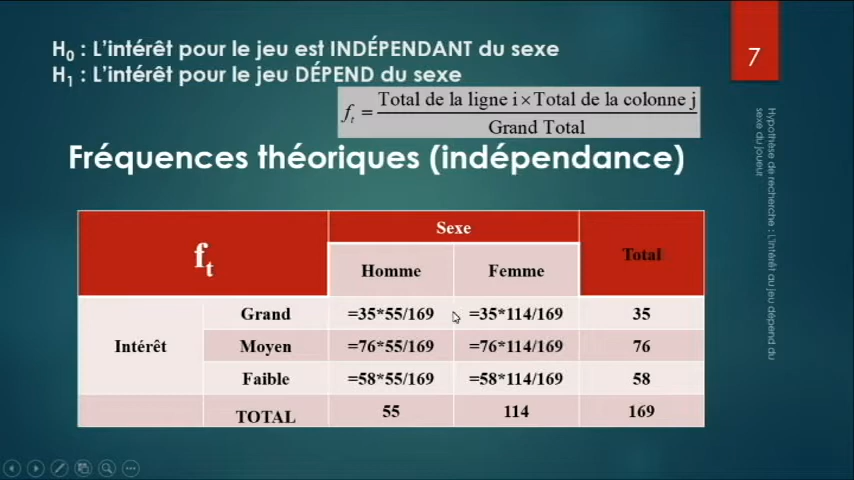 H0 : L'intérêt pour le jeu est INDÉPENDANT du sexe
H1 : L'intérêt pour le jeu DÉPEND du sexe
7
ft = Total de la ligne i × Total de la colonne j
Grand Total
Fréquences théoriques (indépendance)
Hypothèse de recherche : L'intérêt au jeu dépend du
sexe du joueur
ft Sexe Total
Homme Femme
Intérêt
Grand =35*55/169 =35*114/169 35
Moyen =76*55/169 =76*114/169 76
Faible =58*55/169 =58*114/169 58
TOTAL 55 114 169